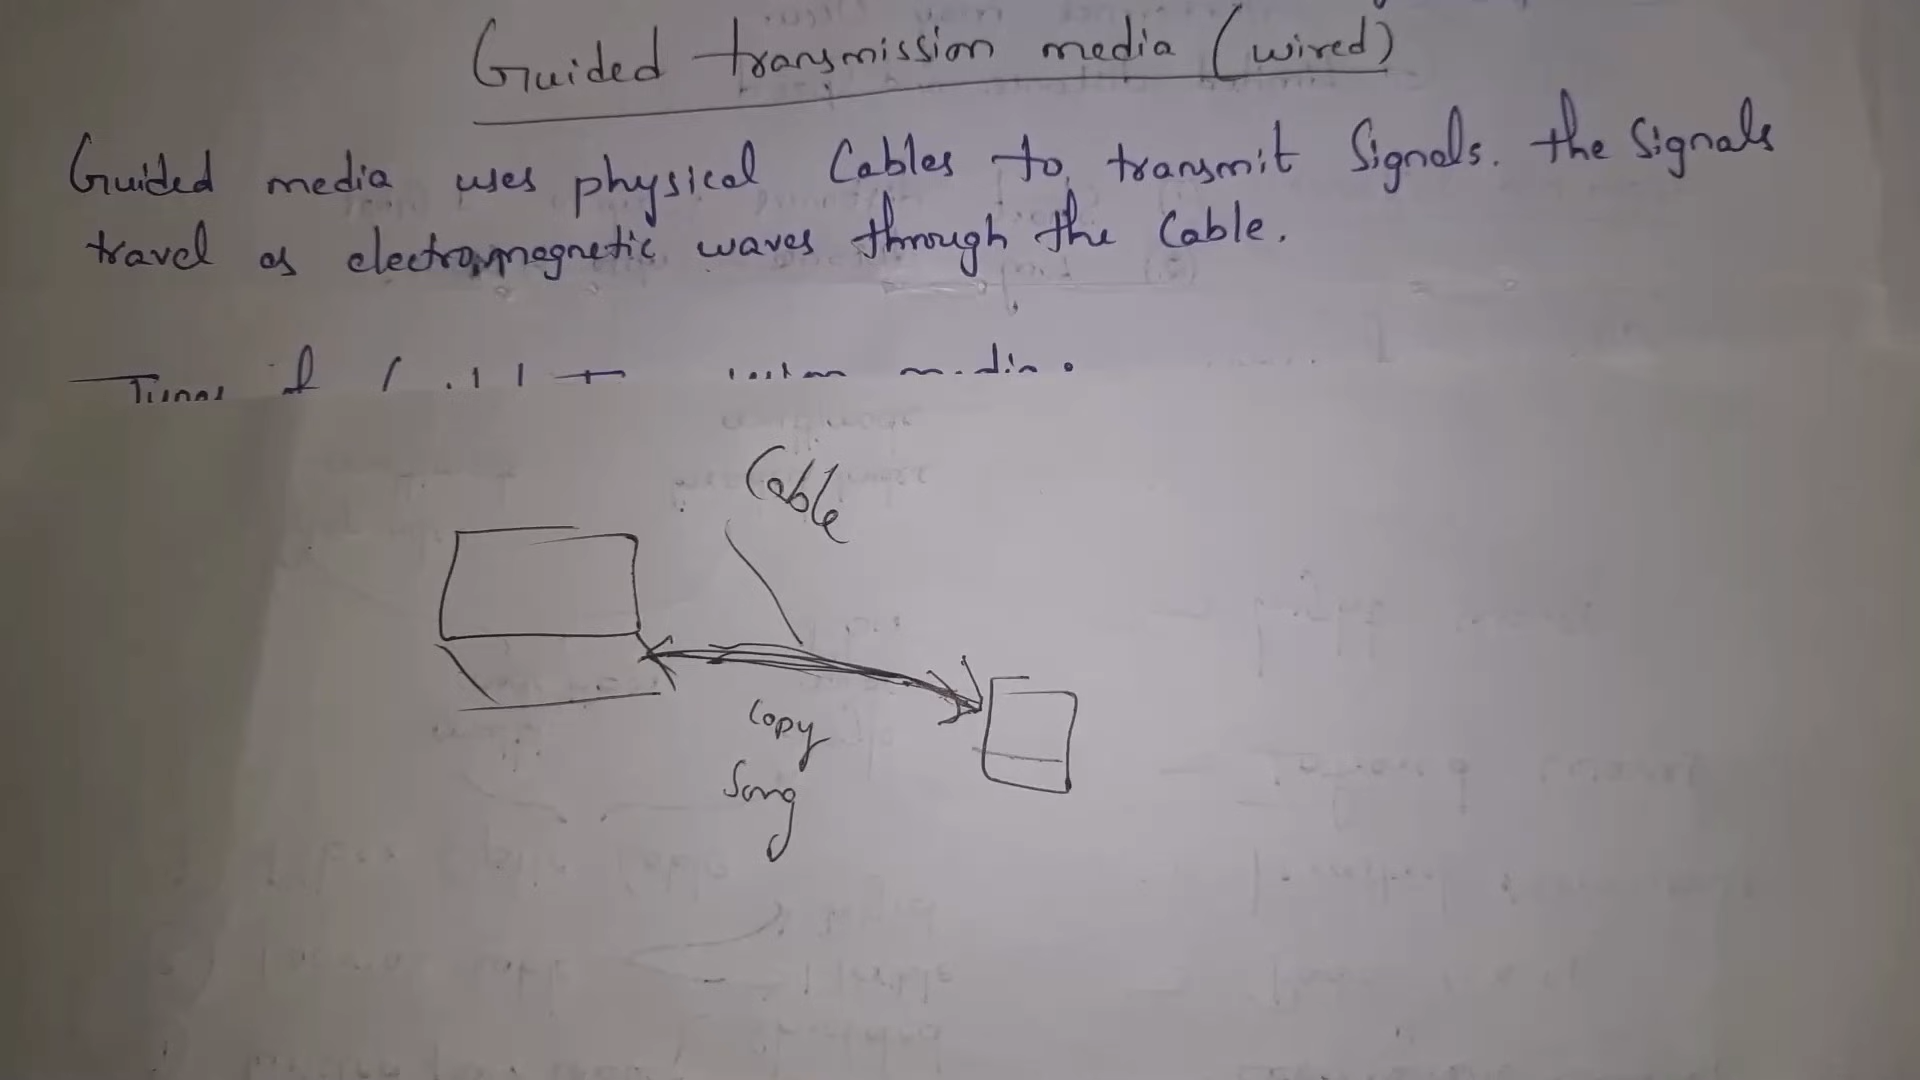 Guided transmission media (wired)
Guided media uses physical Cables to transmit Signals. the Signals
travel as electromagnetic waves through the Cable.
Cable
Copy
Song